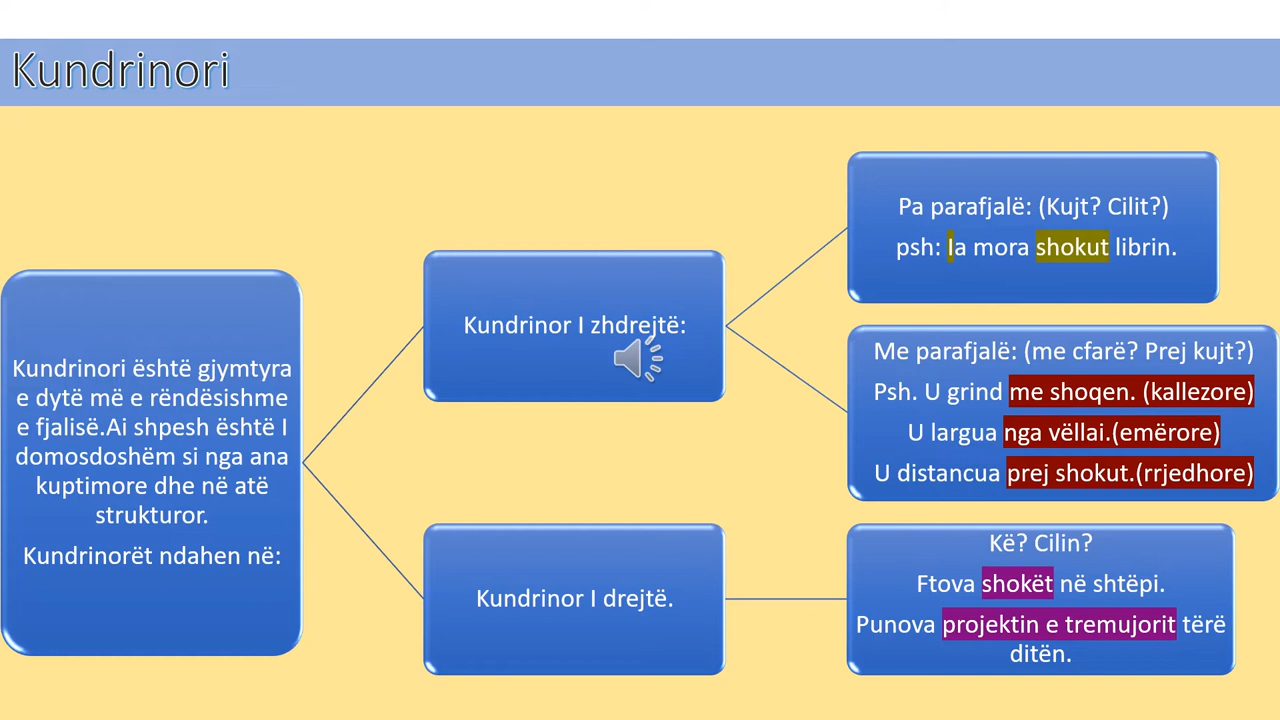 Kundrinori
Kundrinori është gjymtyra
e dytë më e rëndësishme
e fjalisë.Ai shpesh është I
domosdoshëm si nga ana
kuptimore dhe në atë
strukturor.
Kundrinorët ndahen në:
Kundrinor I zhdrejtë:
Pa parafjalë: (Kujt? Cilit?)
psh: Ia mora shokut librin.
Me parafjalë: (me cfarë? Prej kujt?)
Psh. U grind me shoqen. (kallezore)
U largua nga vëllai.(emërore)
U distancua prej shokut.(rrjedhore)
Kundrinor I drejtë.
Kë? Cilin?
Ftova shokët në shtëpi.
Punova projektin e tremujorit tërë
ditën.